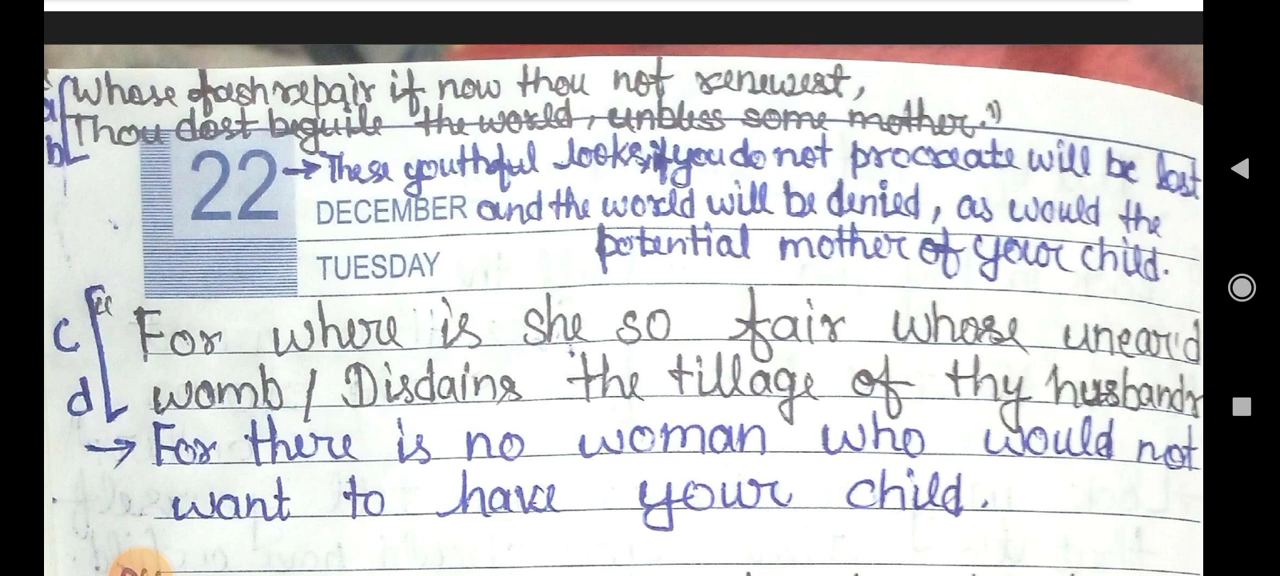 a Whose fash repair if now thou not renewest,
b Thou dost beguile the world, unbless some mother."
22 → These youthful looks if you do not procreate will be lost
DECEMBER and the world will be denied, as would the
TUESDAY potential mother of your child.
c " For where is she so fair whose unear'd
d womb / Disdains the tillage of thy husbandr
→ For there is no woman who would not
want to have your child.